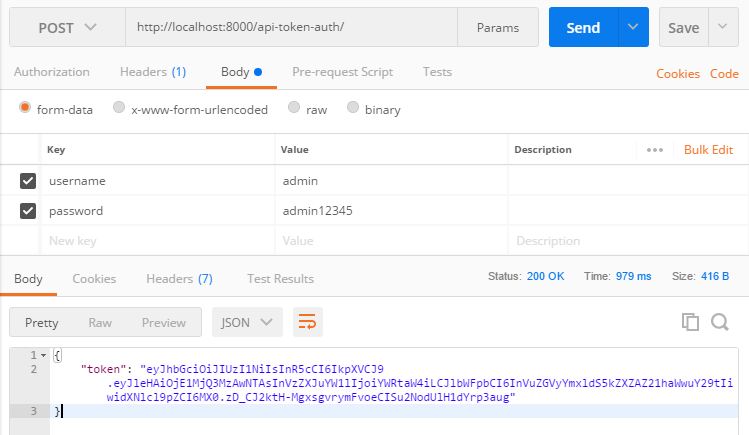 POST http://localhost:8000/api-token-auth/ Params Send Save
Authorization Headers (1) Body Pre-request Script Tests Cookies Code
form-data x-www-form-urlencoded raw binary
Key Value Description ••• Bulk Edit
username admin
password admin12345
New key Value Description
Body Cookies Headers (7) Test Results Status: 200 OK Time: 979 ms Size: 416 B
Pretty Raw Preview JSON
1 {
2 "token": "eyJhbGciOiJIUzI1NiIsInR5cCI6IkpXVCJ9
.eyJleHAiOjE1MjQ3MzAwNTAsInVzZXJuYW1lIjoiYWRtaW4iLCJlbWFpbCI6InVuZGVyYmxldS5kZXZAZ21haWwuY29tIi
widXNlcl9pZCI6MX0.zD_CJ2ktH-MgxsgvrymFvoeCISu2NodUlH1dYrp3aug"
3 }